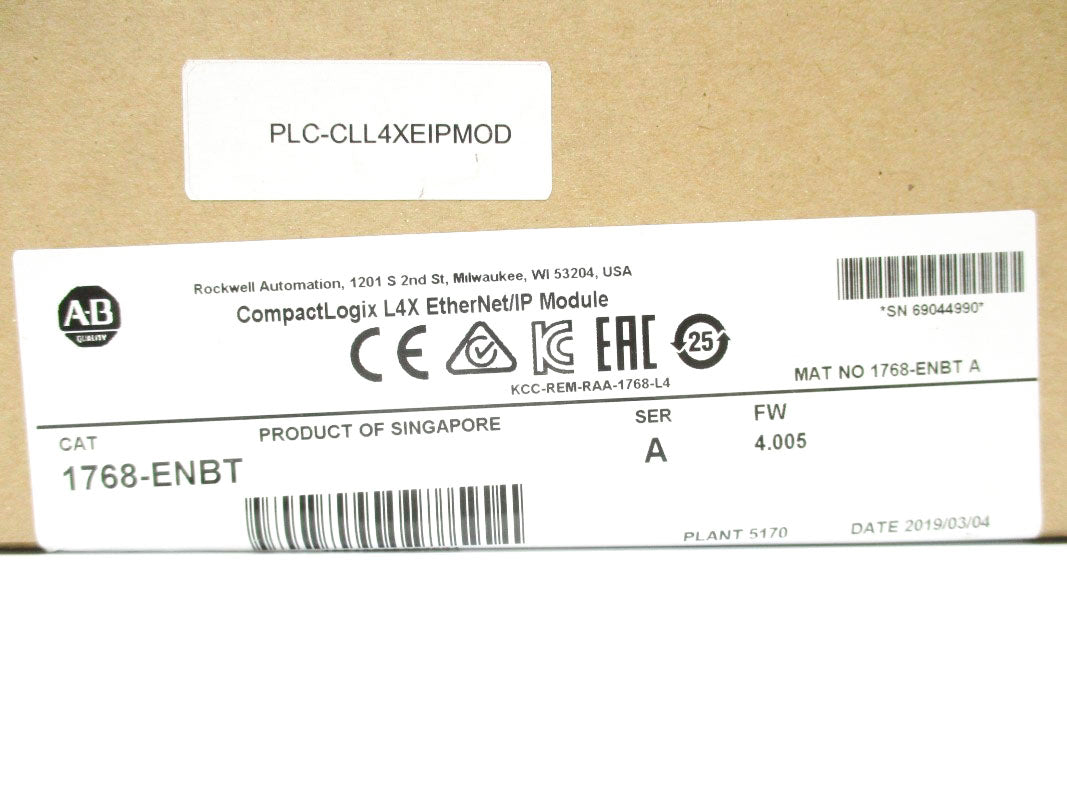 PLC-CLL4XEIPMOD
A-B
QUALITY
Rockwell Automation, 1201 S 2nd St, Milwaukee, WI 53204, USA
CompactLogix L4X EtherNet/IP Module
CE
KC
EAC
25
KCC-REM-RAA-1768-L4
*SN 69044990*
MAT NO 1768-ENBT A
CAT
1768-ENBT
PRODUCT OF SINGAPORE
SER
A
FW
4.005
PLANT 5170
DATE 2019/03/04